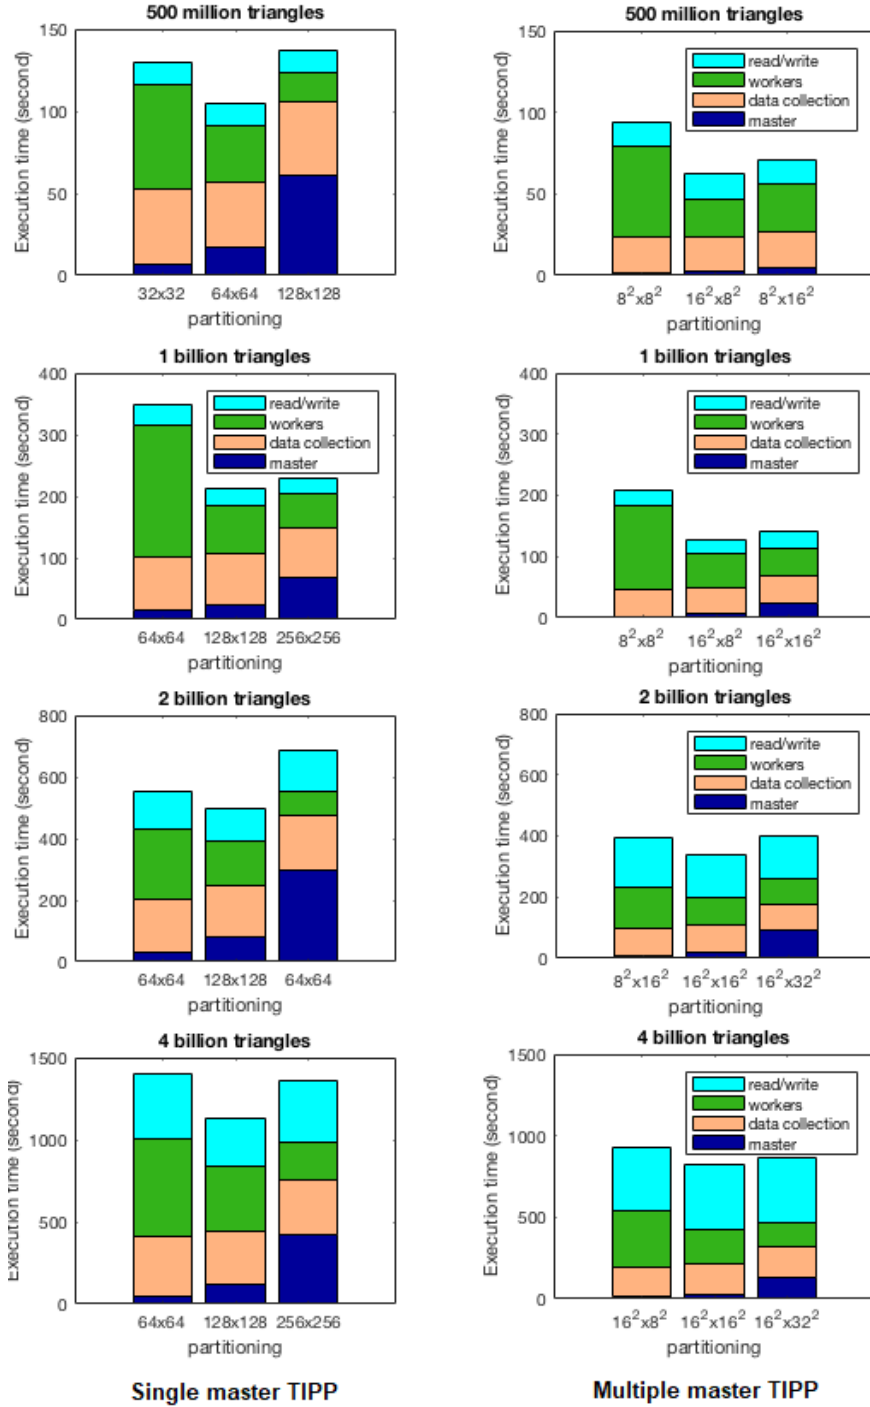 500 million triangles
150
100
50
0
Execution time (second)
32x32 64x64 128x128
partitioning
500 million triangles
150
100
50
0
Execution time (second)
read/write
workers
data collection
master
8²x8² 16²x8² 8²x16²
partitioning
1 billion triangles
400
300
200
100
0
Execution time (second)
read/write
workers
data collection
master
64x64 128x128 256x256
partitioning
1 billion triangles
400
300
200
100
0
Execution time (second)
read/write
workers
data collection
master
8²x8² 16²x8² 16²x16²
partitioning
2 billion triangles
800
600
400
200
0
Execution time (second)
64x64 128x128 64x64
partitioning
2 billion triangles
800
600
400
200
0
Execution time (second)
read/write
workers
data collection
master
8²x16² 16²x16² 16²x32²
partitioning
4 billion triangles
1500
1000
500
0
Execution time (second)
64x64 128x128 256x256
partitioning
4 billion triangles
1500
1000
500
0
Execution time (second)
read/write
workers
data collection
master
16²x8² 16²x16² 16²x32²
partitioning
Single master TIPP
Multiple master TIPP